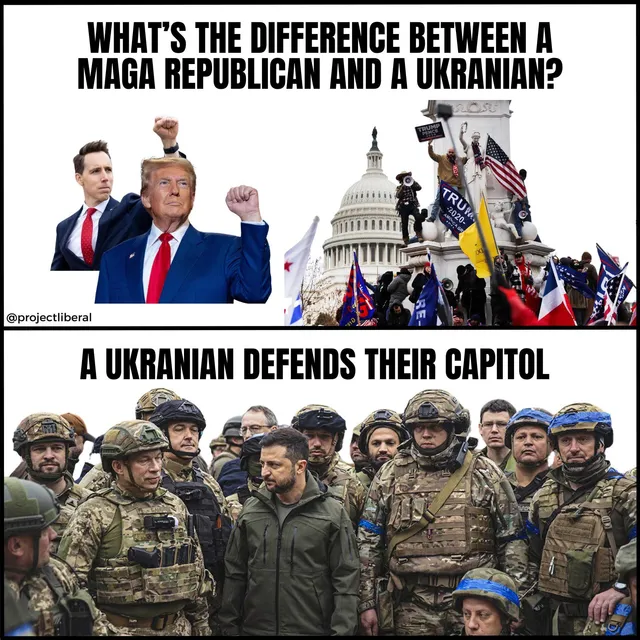 WHAT'S THE DIFFERENCE BETWEEN A
MAGA REPUBLICAN AND A UKRANIAN?
TRUMP
TRUMP
2020
@projectliberal
A UKRANIAN DEFENDS THEIR CAPITOL